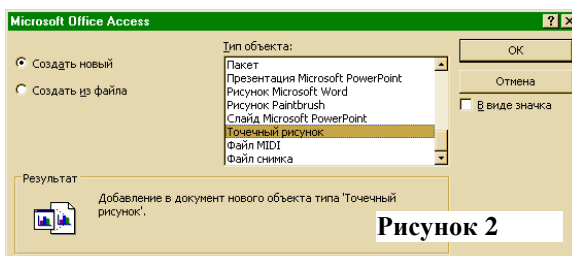 Microsoft Office Access
Тип объекта:
Создать новый
Создать из файла
Пакет
Презентация Microsoft PowerPoint
Рисунок Microsoft Word
Рисунок Paintbrush
Слайд Microsoft PowerPoint
Точечный рисунок
Файл MIDI
Файл снимка
ОК
Отмена
В виде значка
Результат
Добавление в документ нового объекта типа 'Точечный
рисунок'.
Рисунок 2